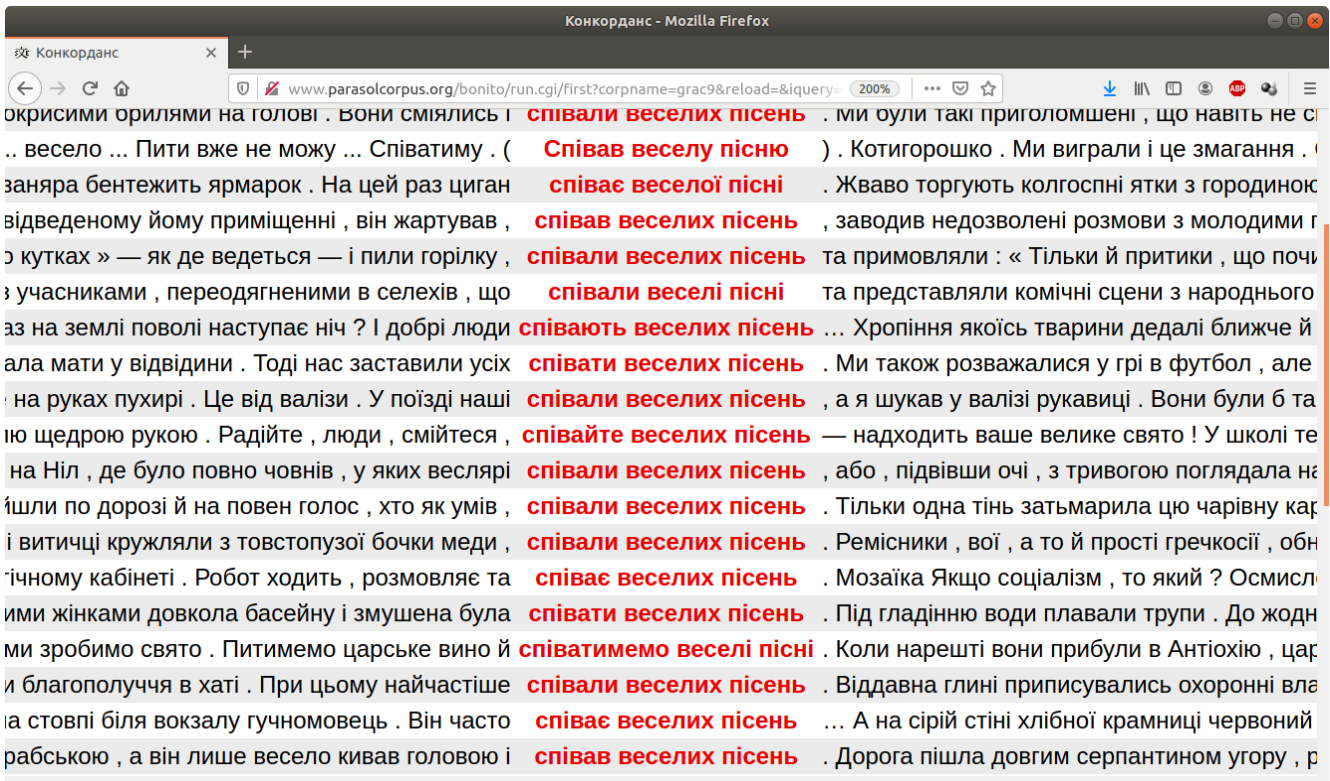 Конкорданс - Mozilla Firefox
Конкорданс
www.parasolcorpus.org/bonito/run.cgi/first?corpname=grac9&reload=&iquery= 200%
ABP
окрисими брилями на голові . Вони сміялись і співали веселих пісень . Ми були такі приголомшені , що навіть не
.. весело ... Пити вже не можу ... Співатиму . ( Співав веселу пісню ) . Котигорошко . Ми виграли і це змагання .
заняра бентежить ярмарок . На цей раз циган співає веселої пісні . Жваво торгують колгоспні ятки з городиною
відведеному йому приміщенні , він жартував , співав веселих пісень , заводив недозволені розмови з молодими
кутках » — як де ведеться — і пили горілку , співали веселих пісень та примовляли : « Тільки й притики , що почи
з учасниками , переодягненими в селехів , що співали веселі пісні та представляли комічні сцени з народнього
аз на землі поволі наступає ніч ? І добрі люди співають веселих пісень … Хропіння якоїсь тварини дедалі ближче й
ала мати у відвідини . Тоді нас заставили усіх співати веселих пісень . Ми також розважалися у грі в футбол , але
на руках пухирі . Це від валізи . У поїзді наші співали веселих пісень , а я шукав у валізі рукавиці . Вони були б та
ю щедрою рукою . Радійте , люди , смійтеся , співайте веселих пісень — надходить ваше велике свято ! У школі те
на Ніл , де було повно човнів , у яких веслярі співали веселих пісень , або , підвівши очі , з тривогою поглядала на
йшли по дорозі й на повен голос , хто як умів , співали веселих пісень . Тільки одна тінь затьмарила цю чарівну кар
і витичці кружляли з товстопузої бочки меди , співали веселих пісень . Ремісники , вої , а то й прості гречкосії , обн
гічному кабінеті . Робот ходить , розмовляє та співає веселих пісень . Мозаїка Якщо соціалізм , то який ? Осмисл
ими жінками довкола басейну і змушена була співати веселих пісень . Під гладінню води плавали трупи . До жодн
ми зробимо свято . Питимемо царське вино й співатимемо веселі пісні . Коли нарешті вони прибули в Антіохію , цар
и благополуччя в хаті . При цьому найчастіше співали веселих пісень . Віддавна глині приписувались охоронні вла
на стовпі біля вокзалу гучномовець . Він часто співає веселих пісень … А на сірій стіні хлібної крамниці червоний
рабською , а він лише весело кивав головою і співав веселих пісень . Дорога пішла довгим серпантином угору , р